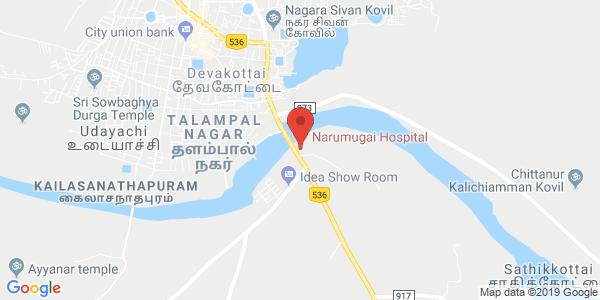 Nagara Sivan Kovil
நகர சிவன்
கோவில்
City union bank
536
Devakottai
தேவகோட்டை
Sri Sowbaghya
Durga Temple
973
Udayachi
உடையாச்சி
TALAMPAL
NAGAR
தளம்பால்
நகர்
Narumugai Hospital
Idea Show Room
Chittanur
Kalichiamman Kovil
KAILASANATHAPURAM
கைலாசநாதபுரம்
536
Ayyanar temple
Sathikkottai
Google
917
Map data ©2019 Google